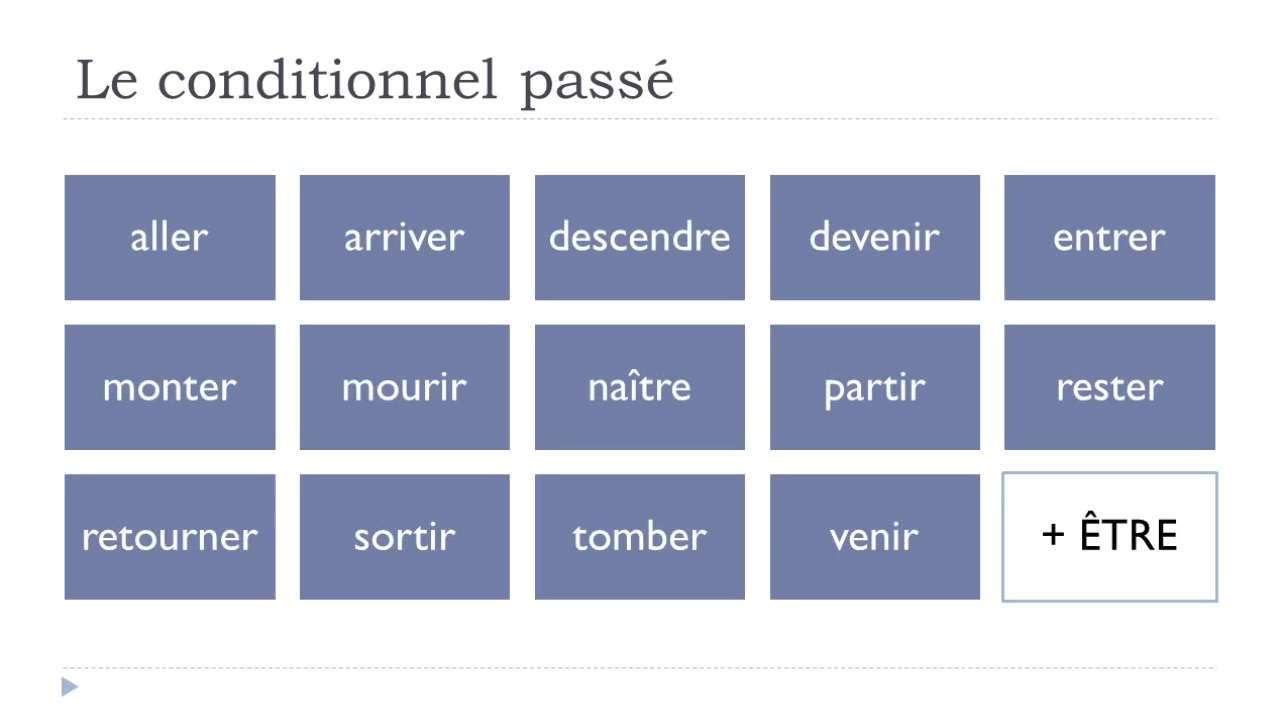 Le conditionnel passé
aller arriver descendre devenir entrer
monter mourir naître partir rester
retourner sortir tomber venir + ÊTRE